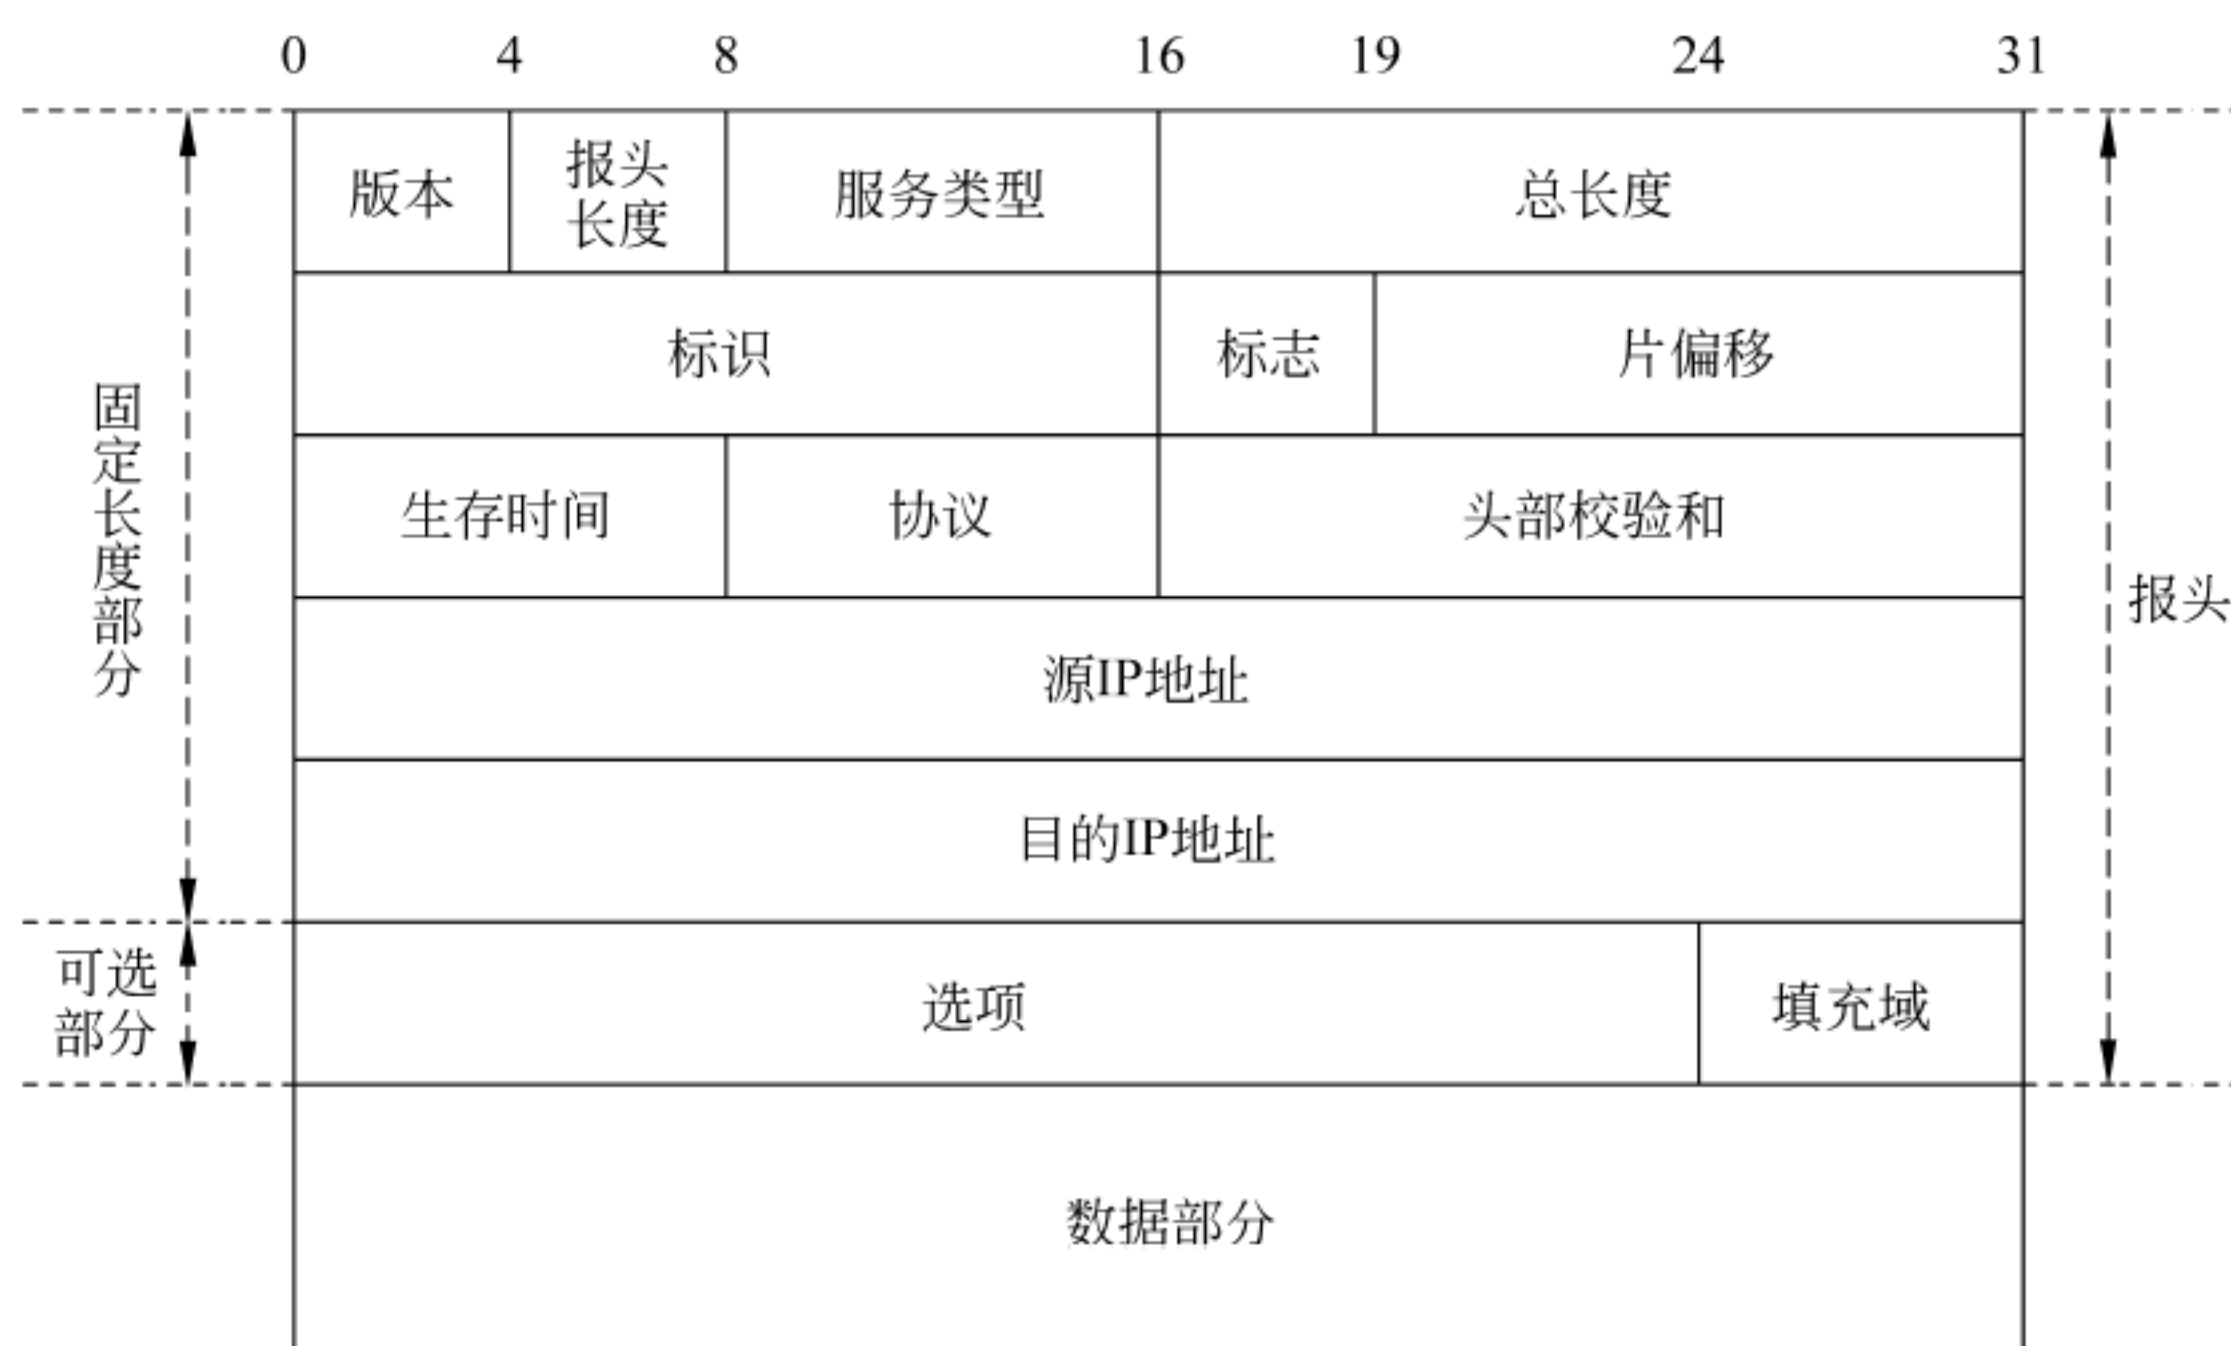 0 4 8 16 19 24 31
版本 报头长度 服务类型 总长度
标识 标志 片偏移
生存时间 协议 头部校验和
源IP地址
目的IP地址
选项 填充域
数据部分
固定长度部分
可选部分
报头